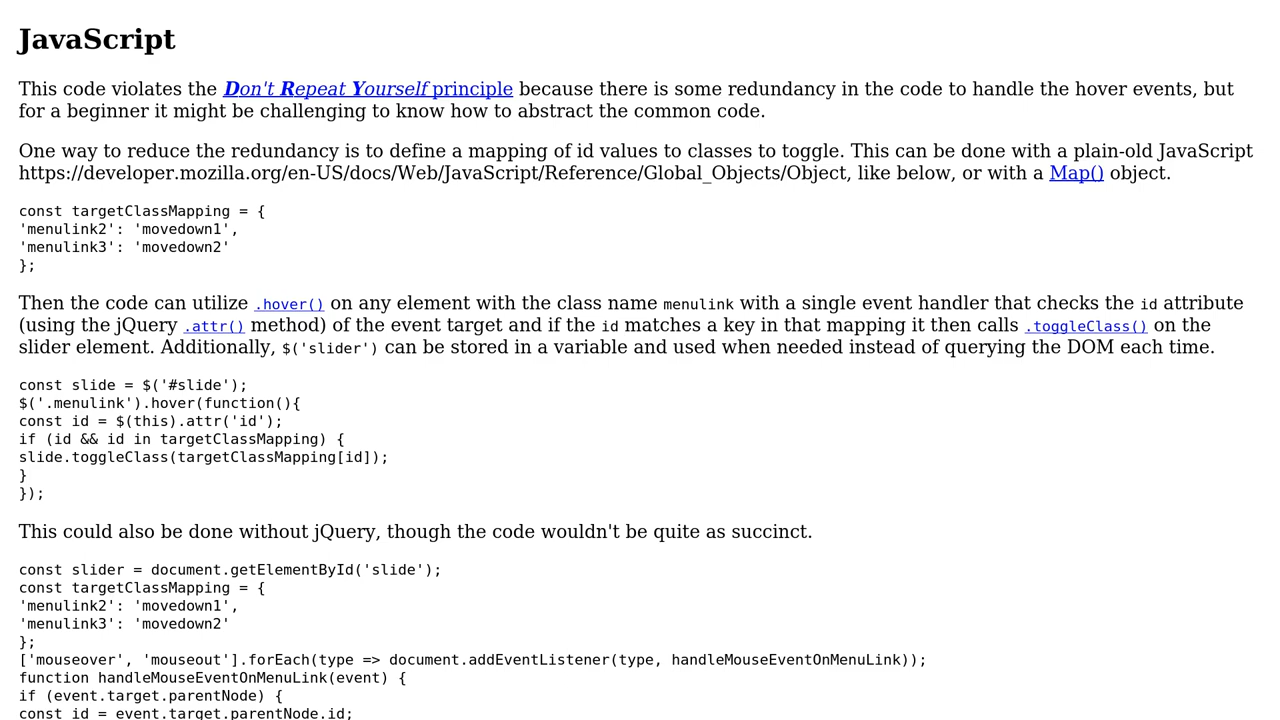 JavaScript
This code violates the Don't Repeat Yourself principle because there is some redundancy in the code to handle the hover events, but
for a beginner it might be challenging to know how to abstract the common code.
One way to reduce the redundancy is to define a mapping of id values to classes to toggle. This can be done with a plain-old JavaScript
https://developer.mozilla.org/en-US/docs/Web/JavaScript/Reference/Global_Objects/Object, like below, or with a Map() object.
const targetClassMapping = {
'menulink2': 'movedown1',
'menulink3': 'movedown2'
};
Then the code can utilize .hover() on any element with the class name menulink with a single event handler that checks the id attribute
(using the jQuery .attr() method) of the event target and if the id matches a key in that mapping it then calls .toggleClass() on the
slider element. Additionally, $('slider') can be stored in a variable and used when needed instead of querying the DOM each time.
const slide = $('#slide');
$('.menulink').hover(function(){
const id = $(this).attr('id');
if (id && id in targetClassMapping) {
slide.toggleClass(targetClassMapping[id]);
}
});
This could also be done without jQuery, though the code wouldn't be quite as succinct.
const slider = document.getElementById('slide');
const targetClassMapping = {
'menulink2': 'movedown1',
'menulink3': 'movedown2'
};
['mouseover', 'mouseout'].forEach(type => document.addEventListener(type, handleMouseEventOnMenuLink));
function handleMouseEventOnMenuLink(event) {
if (event.target.parentNode) {
const id = event.target.parentNode.id;